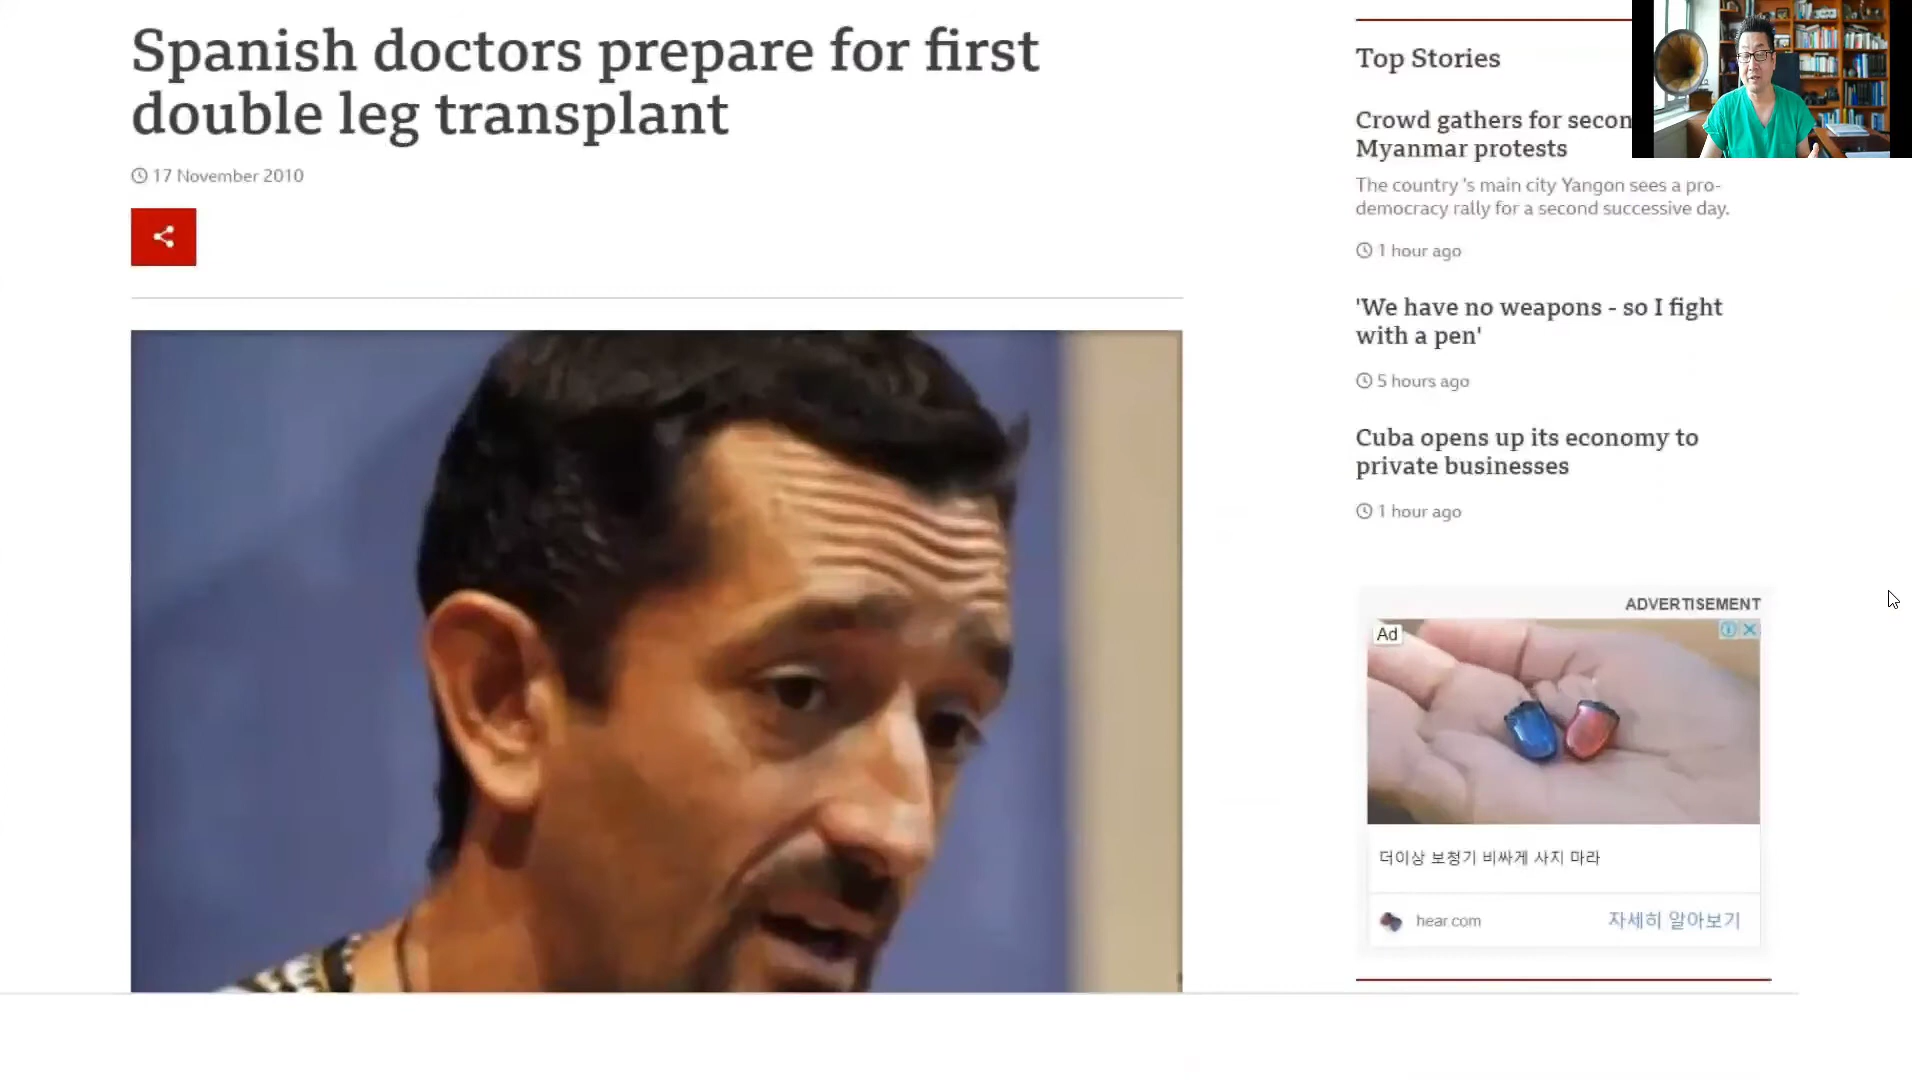 Spanish doctors prepare for first
double leg transplant
17 November 2010
Top Stories
Crowd gathers for secon
Myanmar protests
The country 's main city Yangon sees a pro-
democracy rally for a second successive day.
1 hour ago
'We have no weapons - so I fight
with a pen'
5 hours ago
Cuba opens up its economy to
private businesses
1 hour ago
ADVERTISEMENT
Ad
더이상 보청기 비싸게 사지 마라
hear.com
자세히 알아보기